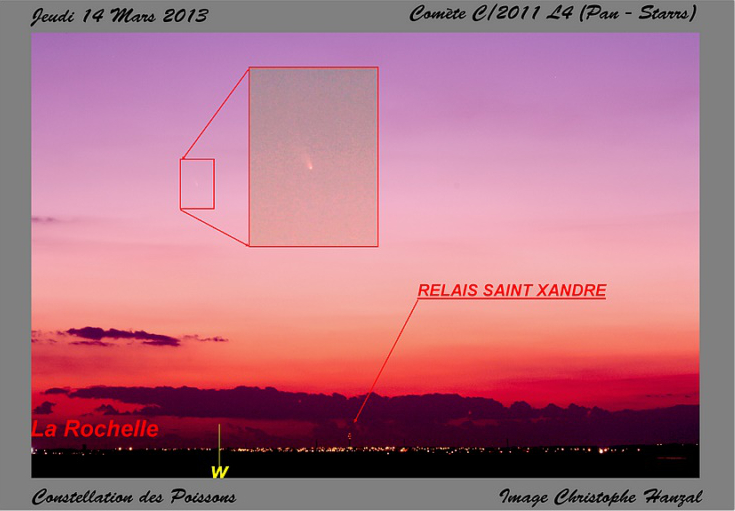 Jeudi 14 Mars 2013
Comète C/2011 L4 (Pan - Starrs)
RELAIS SAINT XANDRE
La Rochelle
W
Constellation des Poissons
Image Christophe Hanzal